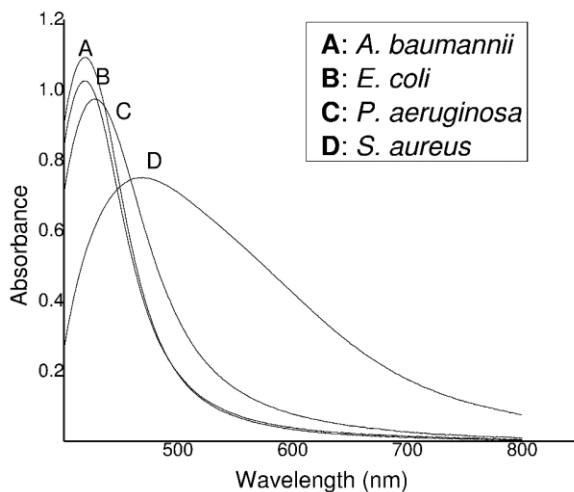 1.2
1.0
0.8
0.6
0.4
0.2
Absorbance
A
B
C
D
A: A. baumannii
B: E. coli
C: P. aeruginosa
D: S. aureus
500 600 700 800
Wavelength (nm)